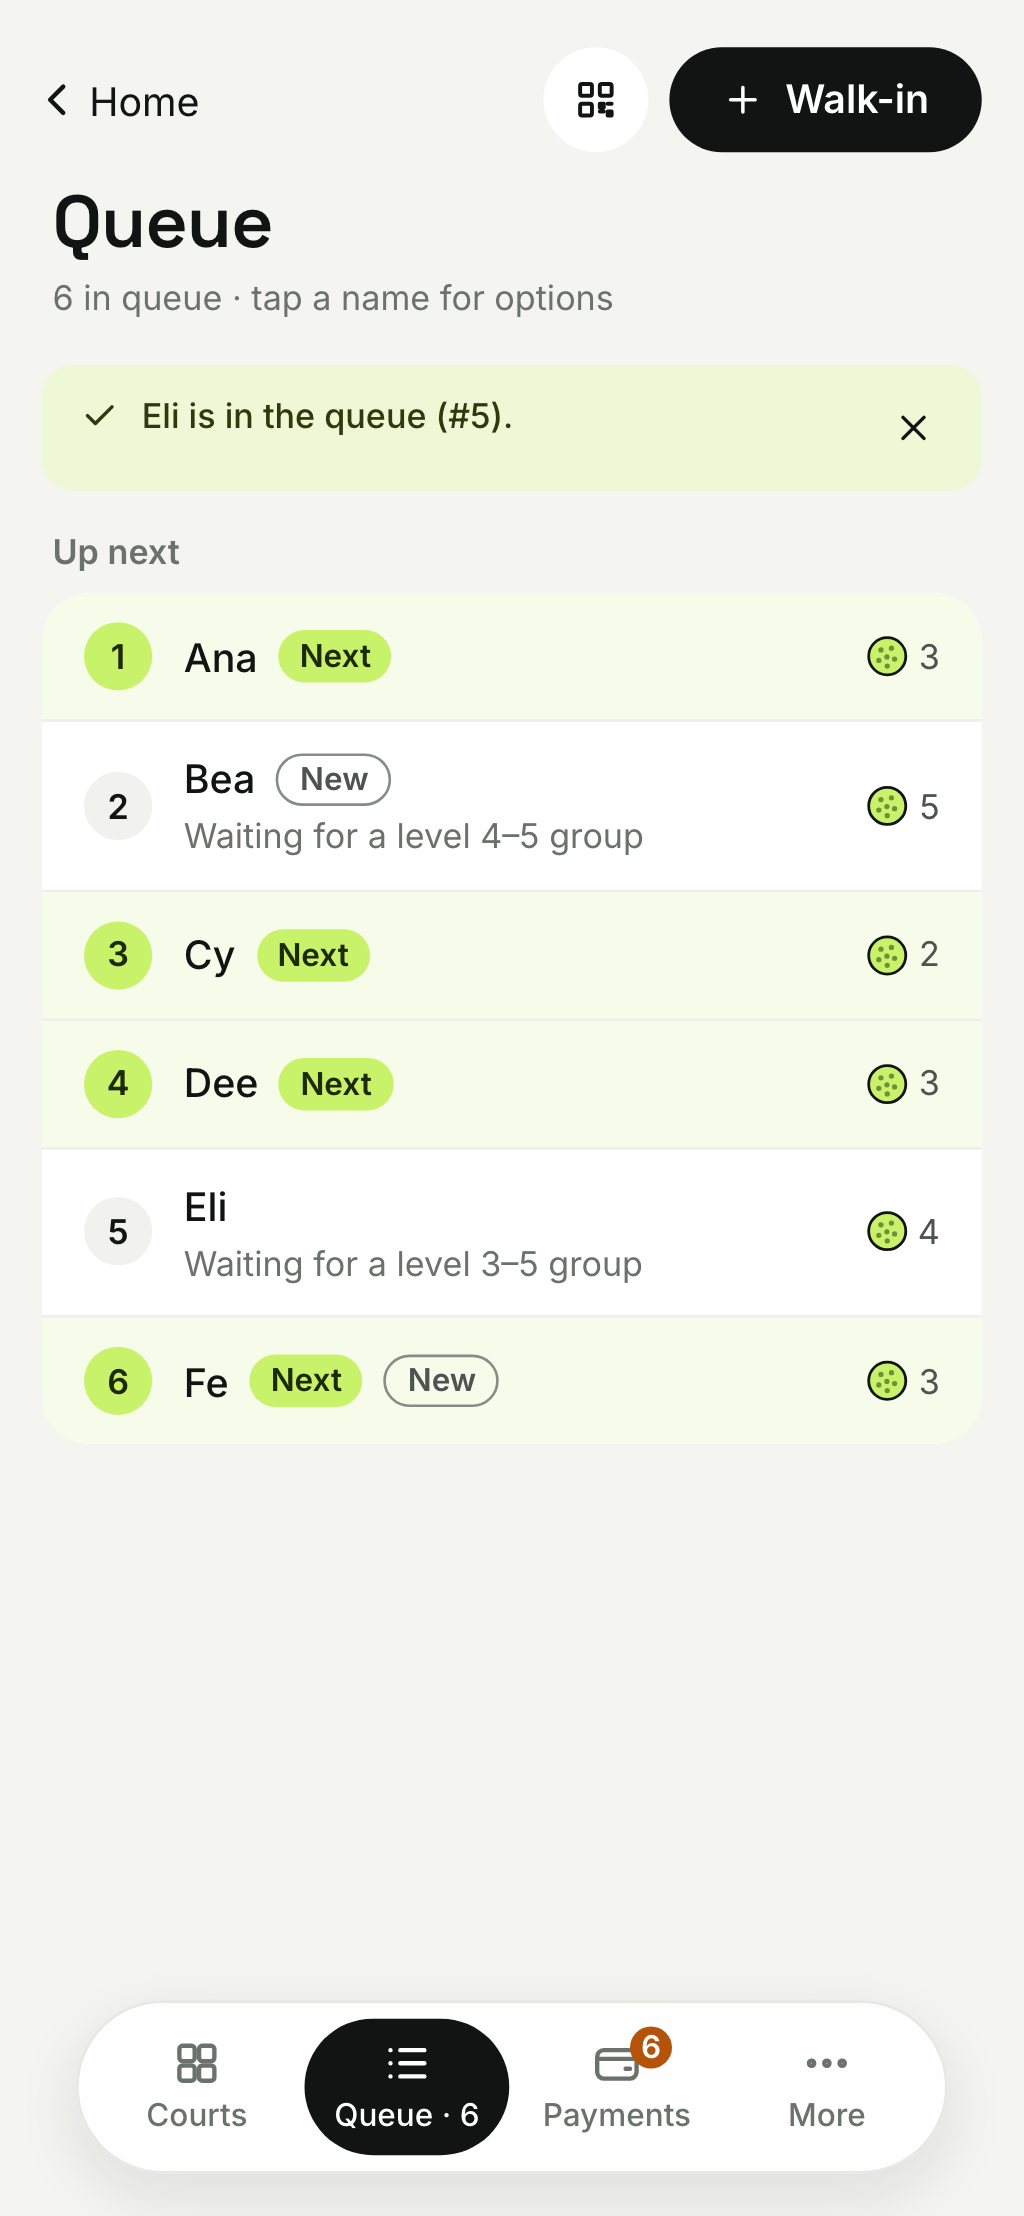 Home
Walk-in
Queue
6 in queue · tap a name for options
Eli is in the queue (#5).
Up next
1 Ana Next 3
2 Bea New 5
Waiting for a level 4–5 group
3 Cy Next 2
4 Dee Next 3
5 Eli 4
Waiting for a level 3–5 group
6 Fe Next New 3
6
Courts Queue · 6 Payments More